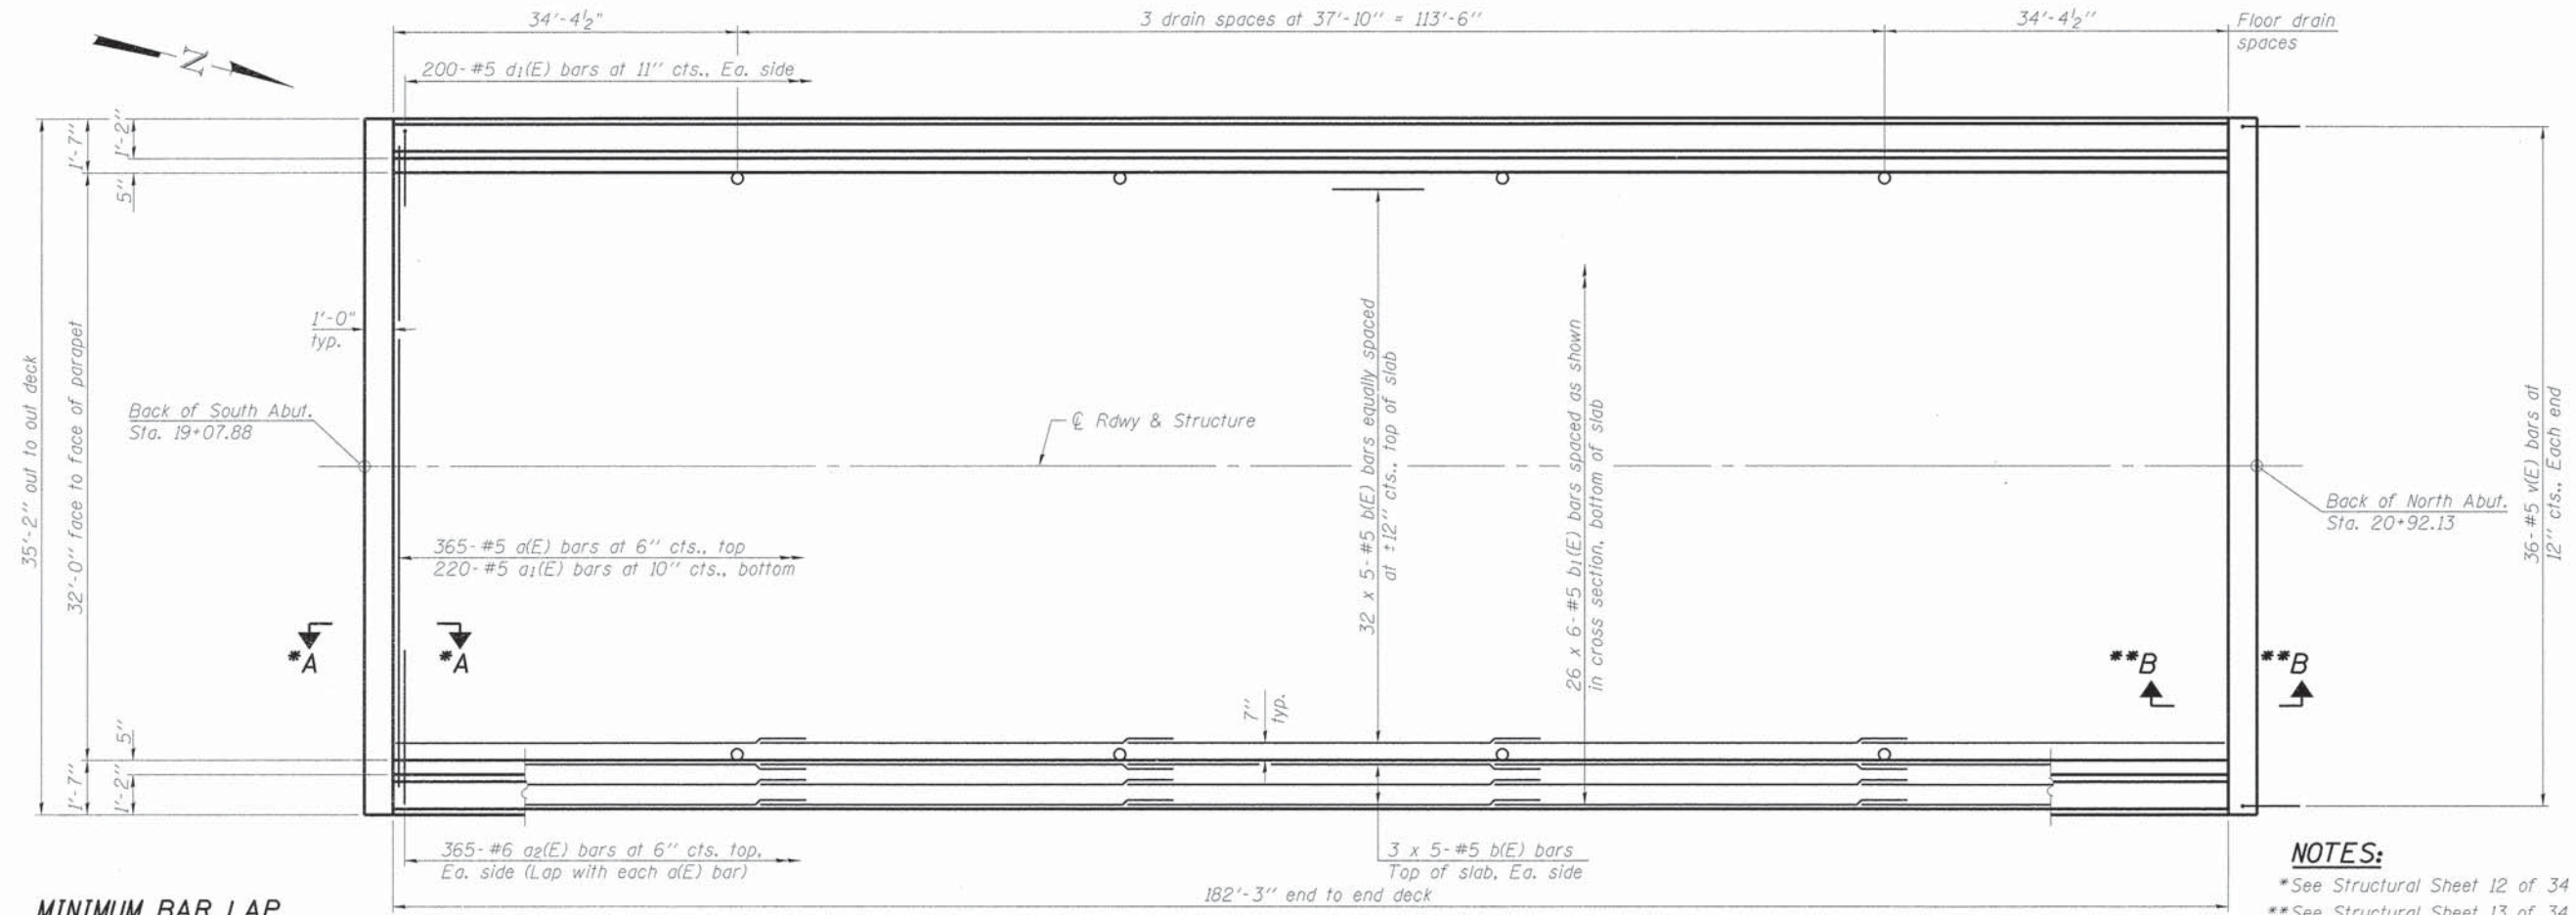 34'-4½"
3 drain spaces at 37'-10" = 113'-6"
34'-4½"
Floor drain
spaces
N
200-#5 d₁(E) bars at 11" cts., Ea. side
1'-7"
1'-2"
5"
35'-2" out to out deck
32'-0" face to face of parapet
1'-0"
typ.
Back of South Abut.
Sta. 19+07.88
℄ Rdwy & Structure
32 x 5-#5 b(E) bars equally spaced
at ±12" cts., top of slab
26 x 6-#5 b₁(E) bars spaced as shown
in cross section, bottom of slab
36-#5 v(E) bars at
12" cts., Each end
Back of North Abut.
Sta. 20+92.13
365-#5 a(E) bars at 6" cts., top
220-#5 a₁(E) bars at 10" cts., bottom
*A
*A
**B
**B
7"
typ.
5"
1'-7"
1'-2"
365-#6 a₂(E) bars at 6" cts. top,
Ea. side (Lap with each a(E) bar)
3 x 5-#5 b(E) bars
Top of slab, Ea. side
182'-3" end to end deck
NOTES:
*See Structural Sheet 12 of 34
**See Structural Sheet 13 of 34
MINIMUM BAR LAP